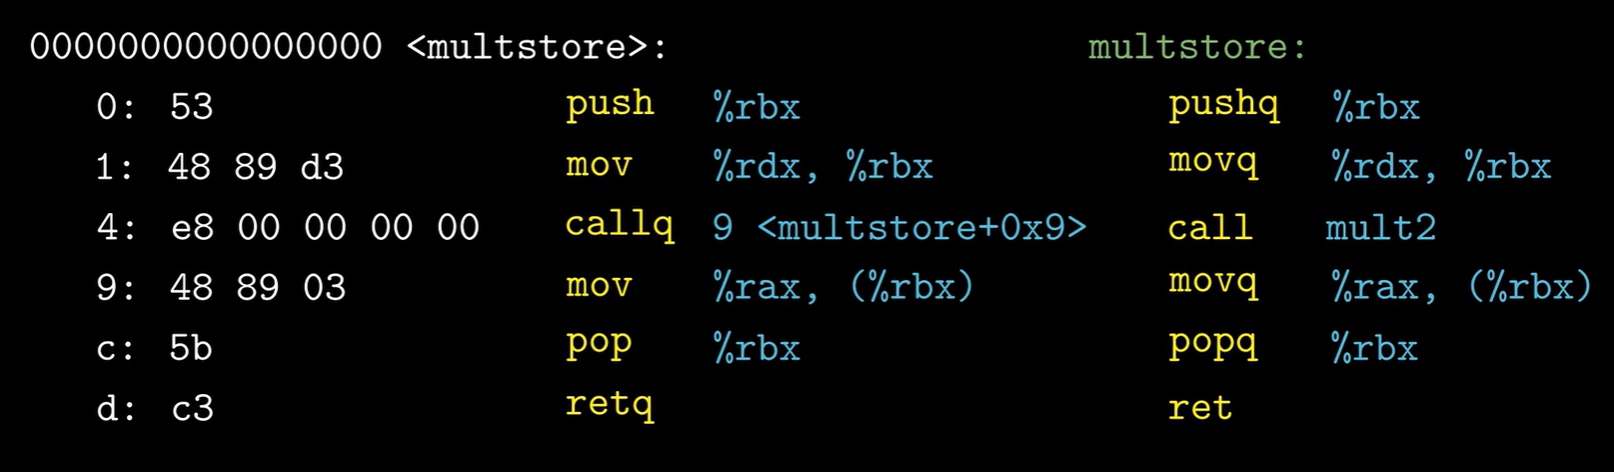 0000000000000000 <multstore>: multstore:
0: 53 push %rbx pushq %rbx
1: 48 89 d3 mov %rdx, %rbx movq %rdx, %rbx
4: e8 00 00 00 00 callq 9 <multstore+0x9> call mult2
9: 48 89 03 mov %rax, (%rbx) movq %rax, (%rbx)
c: 5b pop %rbx popq %rbx
d: c3 retq ret